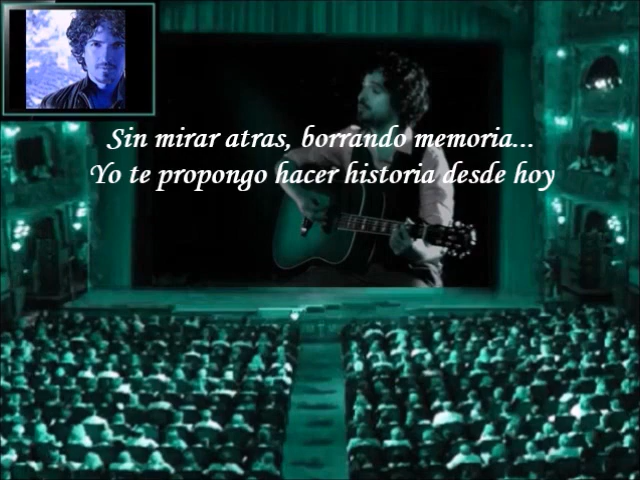 Sin mirar atras, borrando memoria...
Yo te propongo hacer historia desde hoy